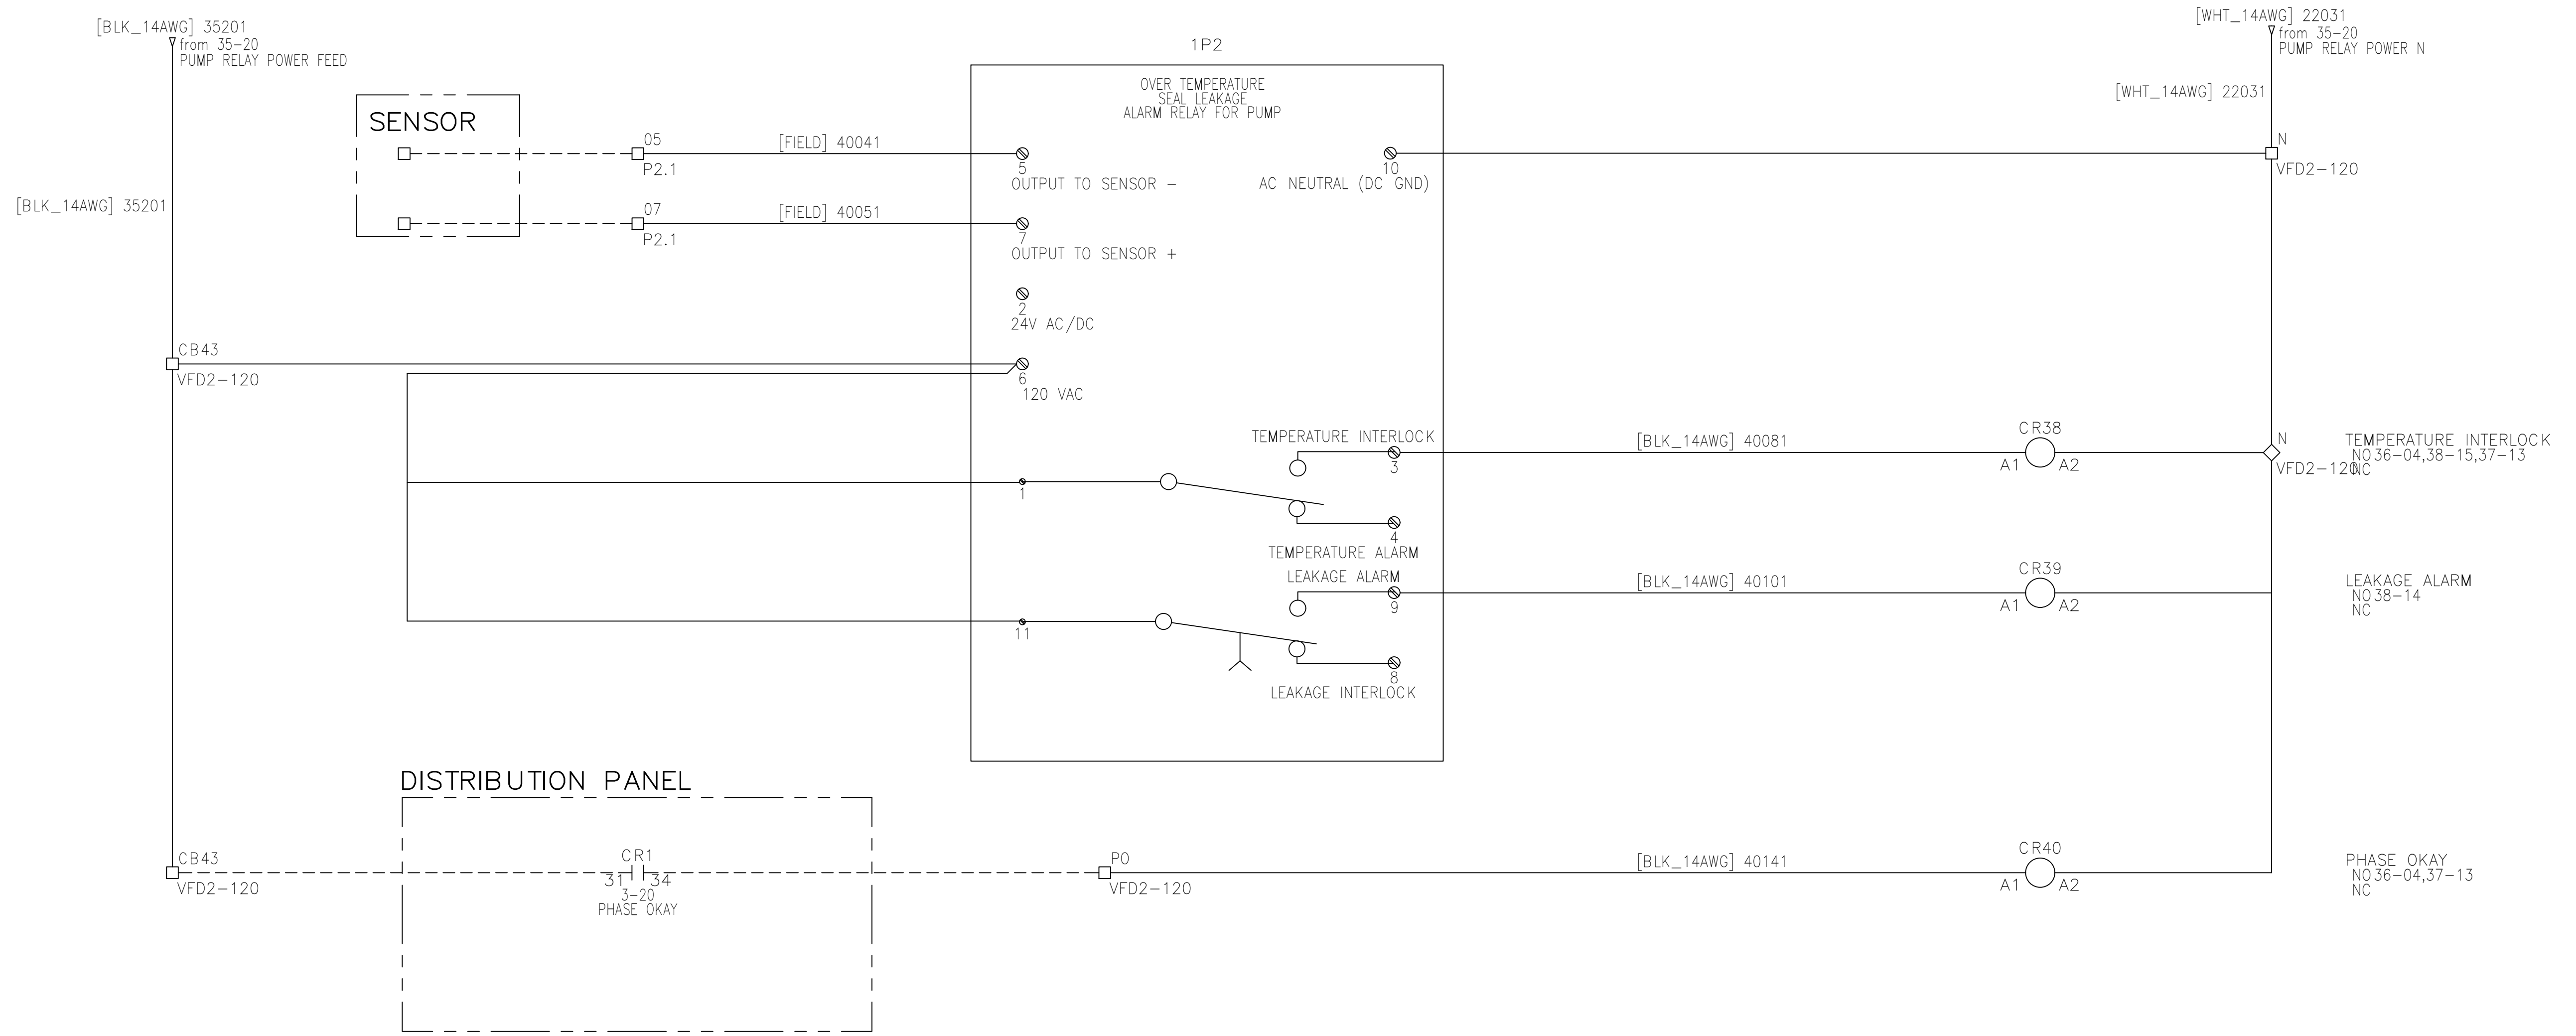 [BLK_14AWG] 35201
from 35-20
PUMP RELAY POWER FEED
[WHT_14AWG] 22031
from 35-20
PUMP RELAY POWER N
1P2
OVER TEMPERATURE
SEAL LEAKAGE
ALARM RELAY FOR PUMP
[WHT_14AWG] 22031
SENSOR
05
P2.1
[FIELD] 40041
5
OUTPUT TO SENSOR -
10
AC NEUTRAL (DC GND)
N
VFD2-120
[BLK_14AWG] 35201
07
P2.1
[FIELD] 40051
7
OUTPUT TO SENSOR +
2
24V AC/DC
CB43
VFD2-120
6
120 VAC
TEMPERATURE INTERLOCK
3
[BLK_14AWG] 40081
CR38
A1
A2
N
VFD2-120
TEMPERATURE INTERLOCK
NO36-04,38-15,37-13
NC
1
4
TEMPERATURE ALARM
LEAKAGE ALARM
9
[BLK_14AWG] 40101
CR39
A1
A2
LEAKAGE ALARM
NO38-14
NC
11
8
LEAKAGE INTERLOCK
DISTRIBUTION PANEL
CB43
VFD2-120
CR1
31
34
3-20
PHASE OKAY
PO
VFD2-120
[BLK_14AWG] 40141
CR40
A1
A2
PHASE OKAY
NO36-04,37-13
NC